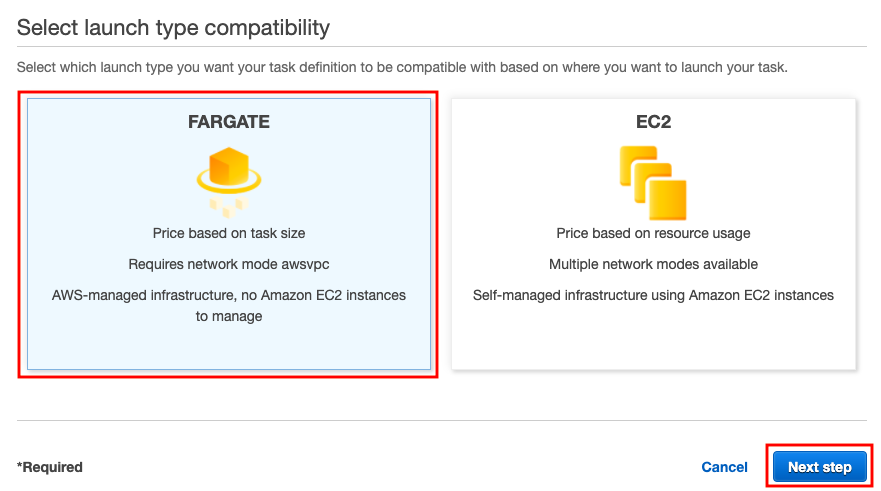 Select launch type compatibility
Select which launch type you want your task definition to be compatible with based on where you want to launch your task.
FARGATE
Price based on task size
Requires network mode awsvpc
AWS-managed infrastructure, no Amazon EC2 instances
to manage
EC2
Price based on resource usage
Multiple network modes available
Self-managed infrastructure using Amazon EC2 instances
*Required
Cancel
Next step